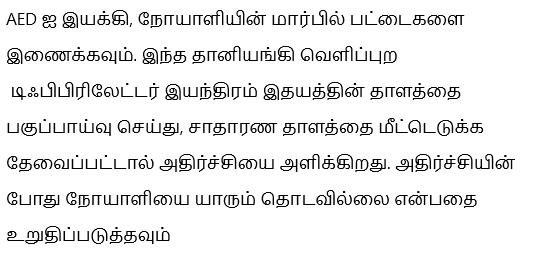 AED ஐ இயக்கி, நோயாளியின் மார்பில் பட்டைகளை
இணைக்கவும். இந்த தானியங்கி வெளிப்புற
டிஃபிபிரிலேட்டர் இயந்திரம் இதயத்தின் தாளத்தை
பகுப்பாய்வு செய்து, சாதாரண தாளத்தை மீட்டெடுக்க
தேவைப்பட்டால் அதிர்ச்சியை அளிக்கிறது. அதிர்ச்சியின்
போது நோயாளியை யாரும் தொடவில்லை என்பதை
உறுதிப்படுத்தவும்